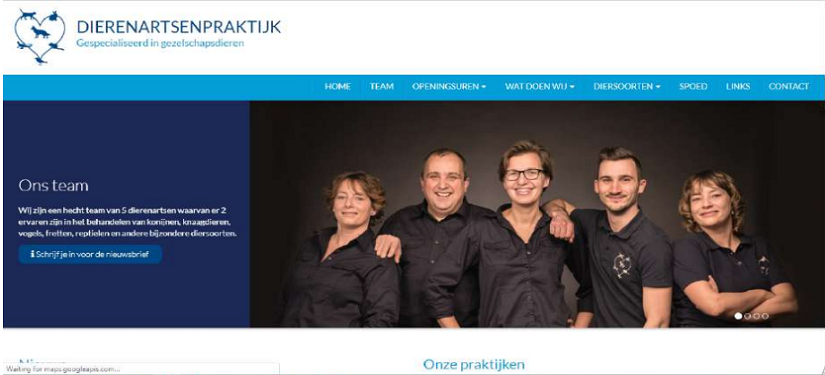 DIERENARTSENPRAKTIJK
Gespecialiseerd in gezelschapsdieren
HOME TEAM OPENINGSUREN WAT DOEN WIJ DIERSOORTEN SPOED LINKS CONTACT
Ons team
Wij zijn een hecht team van 5 dierenartsen waarvan er 2
ervaren zijn in het behandelen van konijnen, knaagdieren,
vogels, fretten, reptielen en andere bijzondere diersoorten.
i Schrijf je in voor de nieuwsbrief
Onze praktijken
Waiting for maps.googleapis.com...